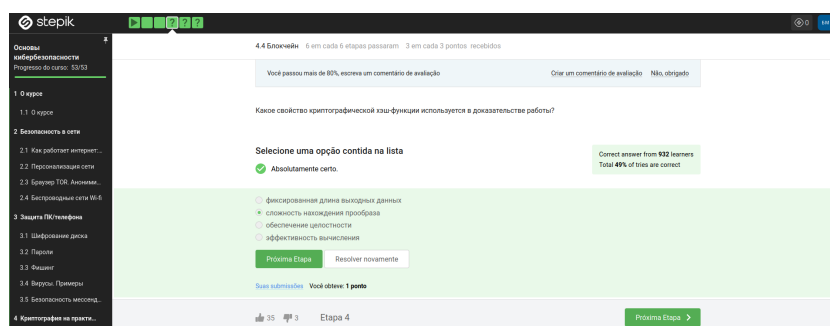 stepik
0
Основы
кибербезопасности
Progresso do curso: 53/53
1 О курсе
1.1 О курсе
2 Безопасность в сети
2.1 Как работает интернет:...
2.2 Персонализация сети
2.3 Браузер TOR. Аноними...
2.4 Беспроводные сети Wi-fi
3 Защита ПК/телефона
3.1 Шифрование диска
3.2 Пароли
3.3 Фишинг
3.4 Вирусы. Примеры
3.5 Безопасность мессенд...
4 Криптография на практи...
4.4 Блокчейн 6 em cada 6 etapas passaram 3 em cada 3 pontos recebidos
Você passou mais de 80%, escreva um comentário de avaliação Criar um comentário de avaliação Não, obrigado
Какое свойство криптографической хэш-функции используется в доказательстве работы?
Selecione uma opção contida na lista
Absolutamente certo.
Correct answer from 932 learners
Total 49% of tries are correct
фиксированная длина выходных данных
сложность нахождения прообраза
обеспечение целостности
эффективность вычисления
Próxima Etapa Resolver novamente
Suas submissões Você obteve: 1 ponto
35 3 Etapa 4 Próxima Etapa